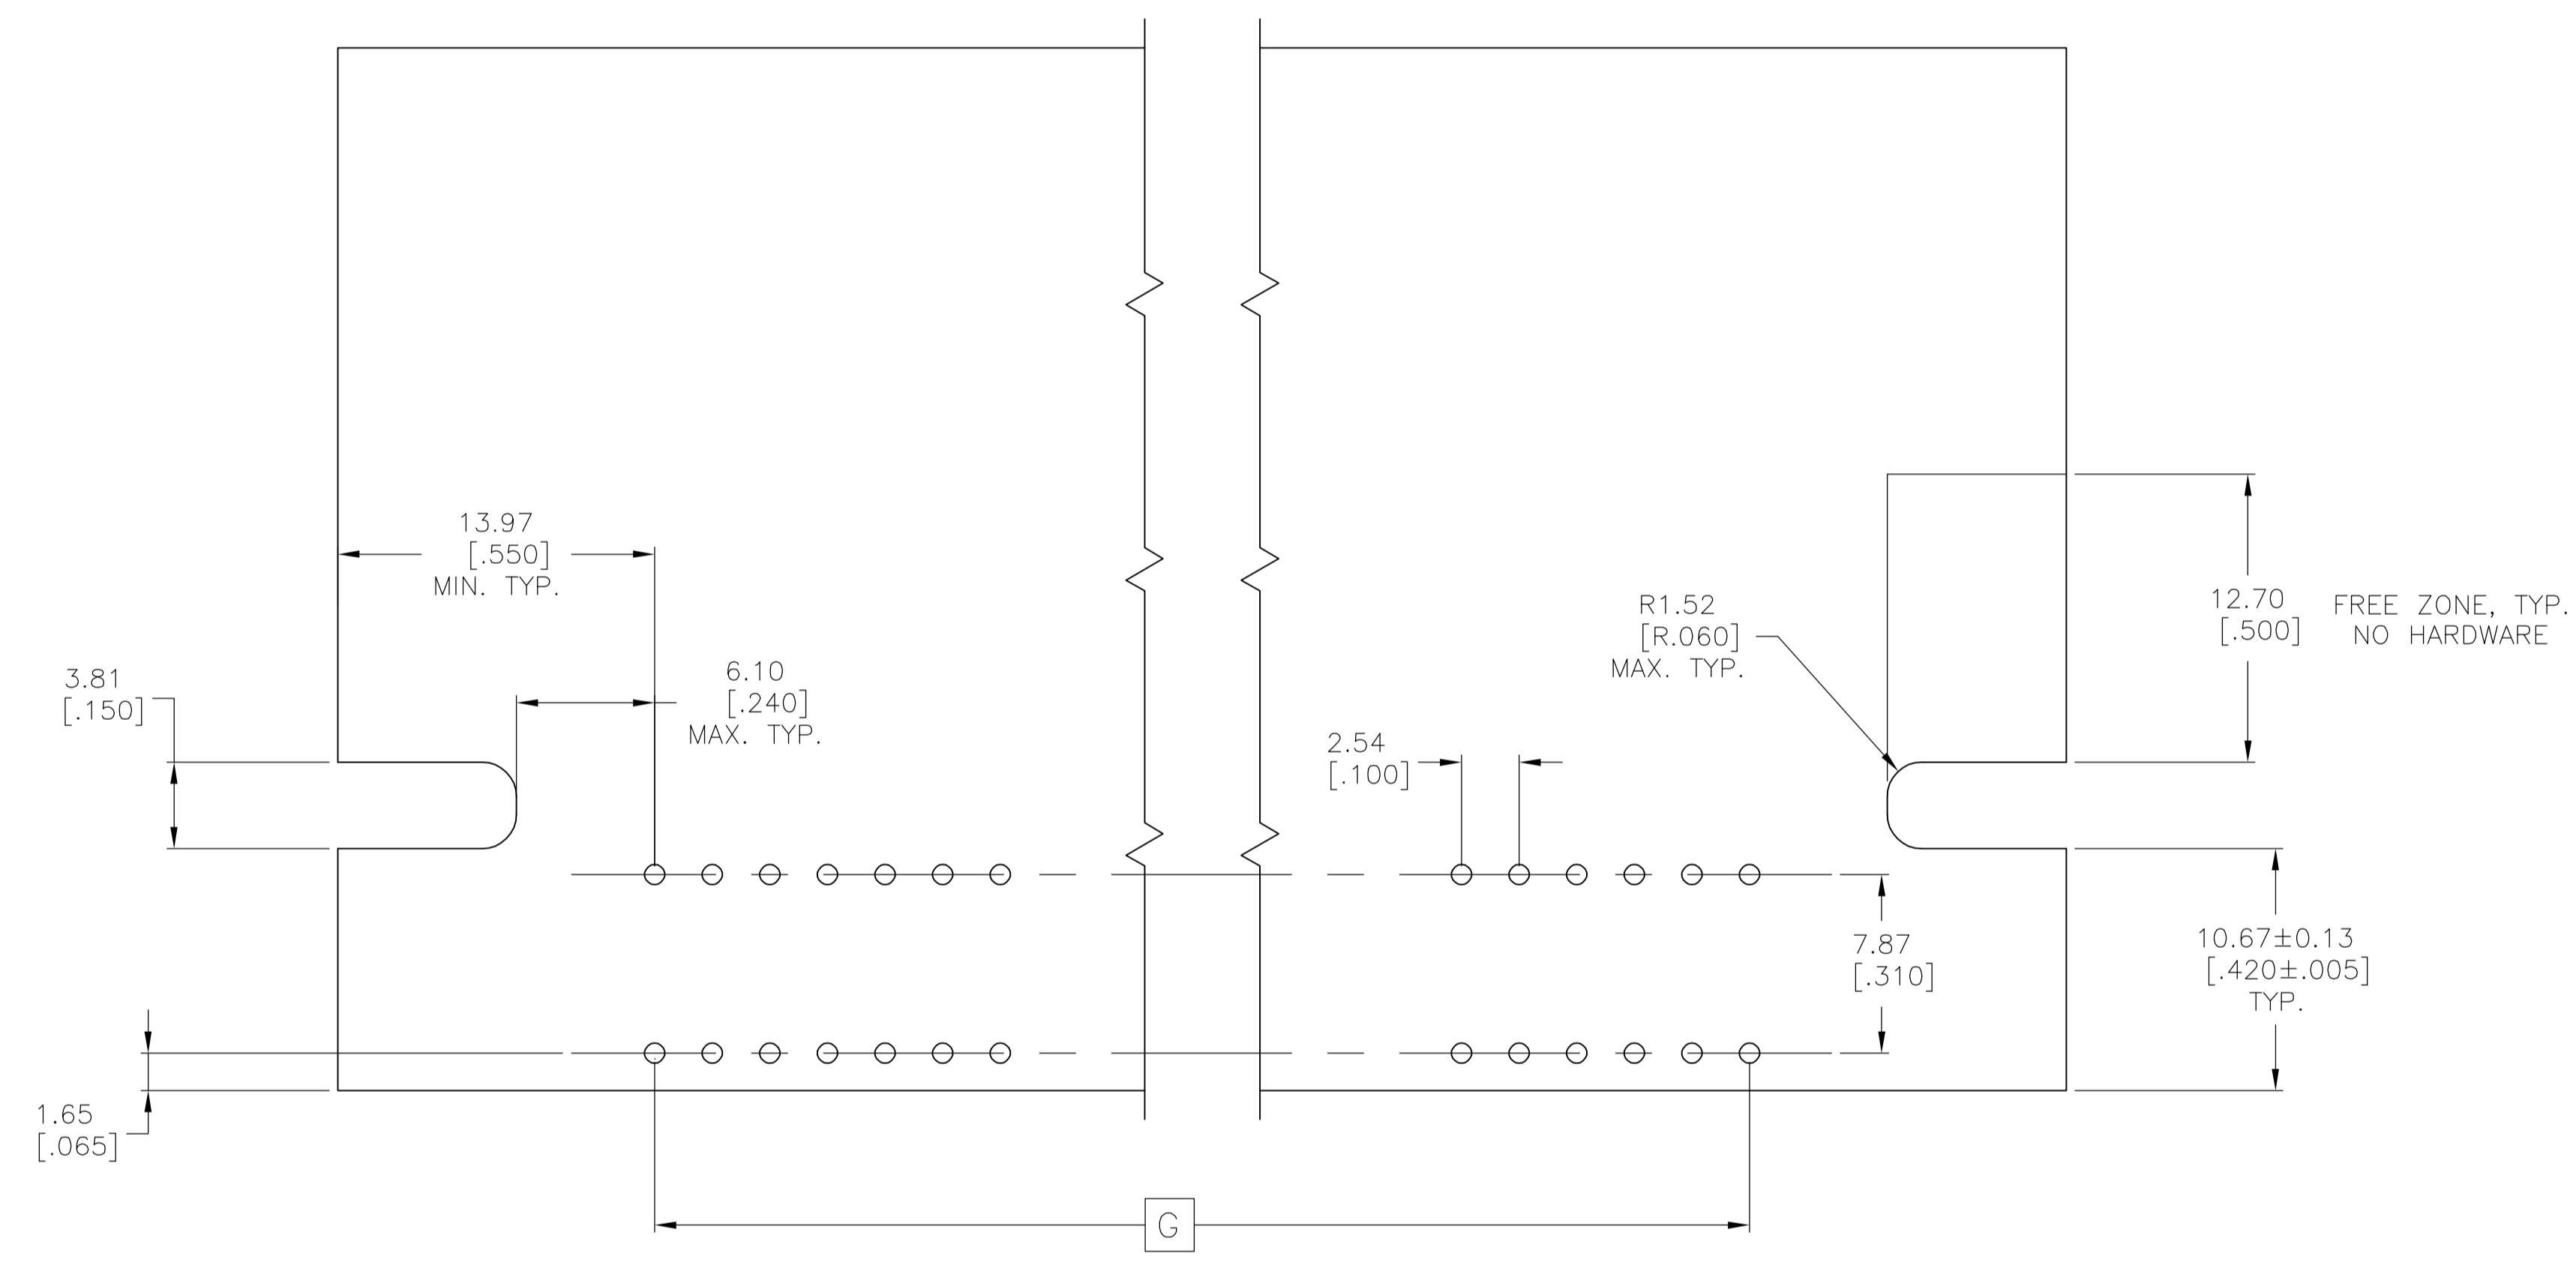 13.97
[.550]
MIN. TYP.
3.81
[.150]
6.10
[.240]
MAX. TYP.
R1.52
[R.060]
MAX. TYP.
12.70
[.500]
FREE ZONE, TYP.
NO HARDWARE
2.54
[.100]
7.87
[.310]
10.67±0.13
[.420±.005]
TYP.
1.65
[.065]
G